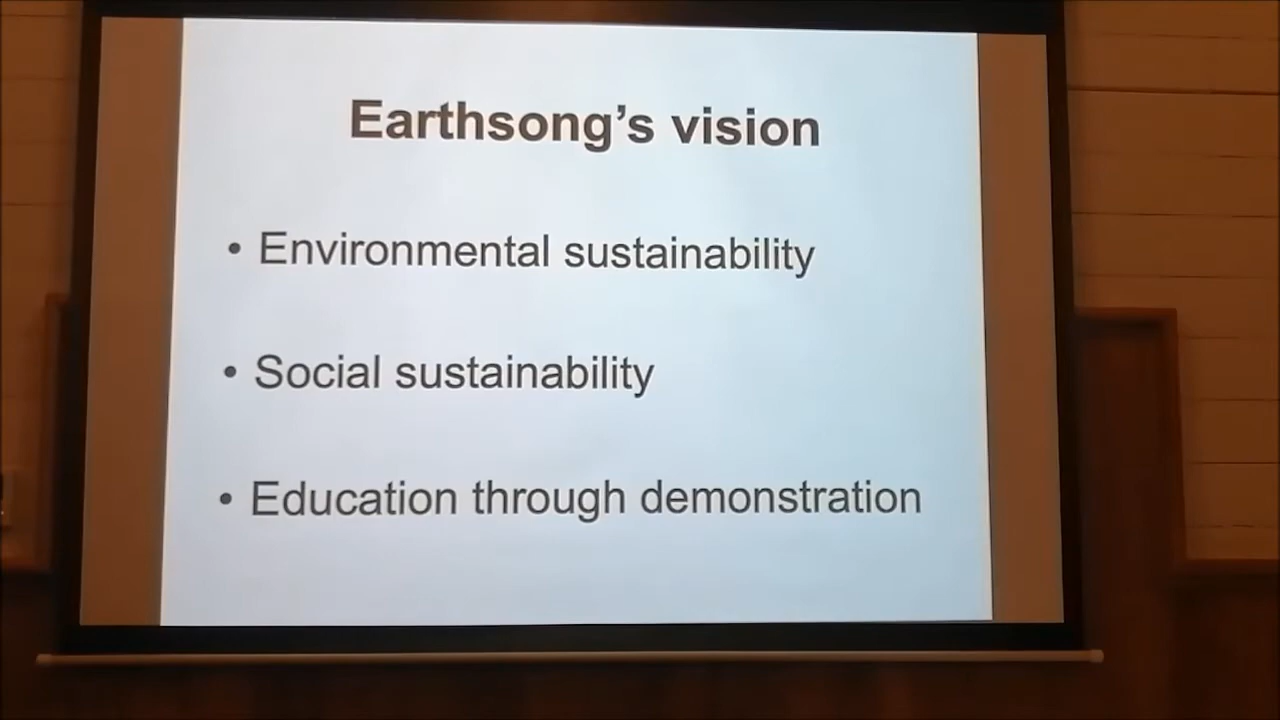 Earthsong’s vision
• Environmental sustainability
• Social sustainability
• Education through demonstration